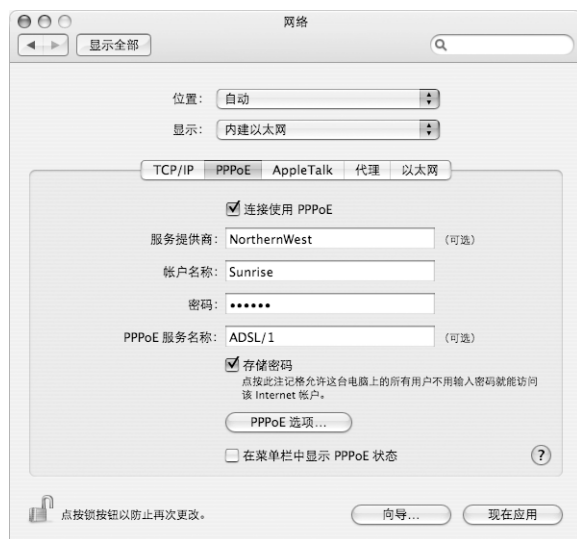 网络
显示全部
位置: 自动
显示: 内建以太网
TCP/IP PPPoE AppleTalk 代理 以太网
连接使用 PPPoE
服务提供商: NorthernWest (可选)
帐户名称: Sunrise
密码: ••••••
PPPoE 服务名称: ADSL/1 (可选)
存储密码
点按此注记格允许这台电脑上的所有用户不用输入密码就能访问
该 Internet 帐户。
PPPoE 选项...
在菜单栏中显示 PPPoE 状态
?
点按锁按钮以防止再次更改。
向导... 现在应用